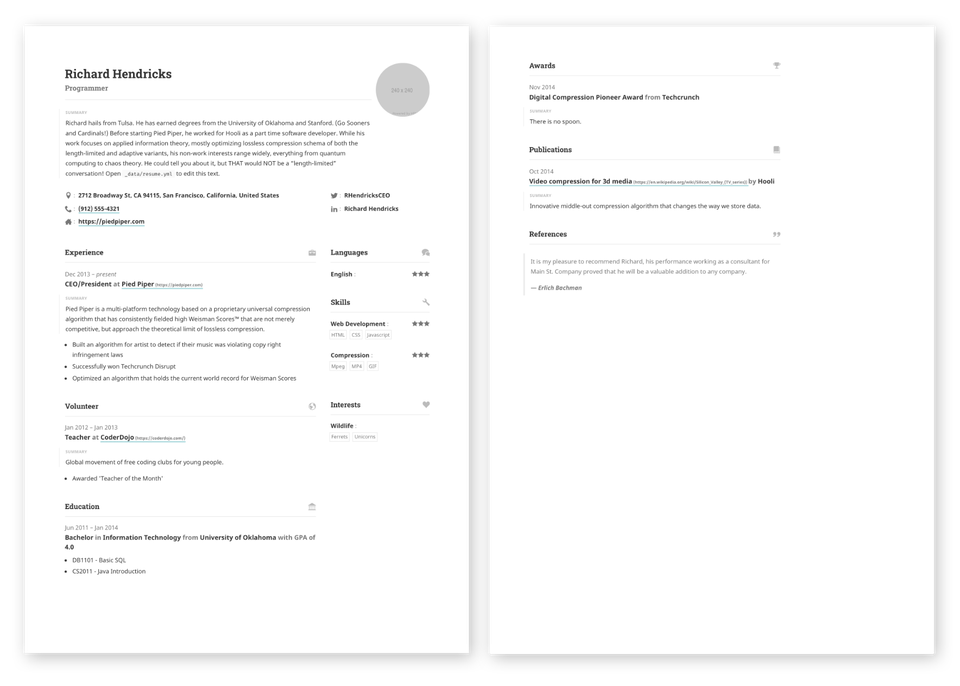 Richard Hendricks
Programmer
240 x 240
SUMMARY
Richard hails from Tulsa. He has earned degrees from the University of Oklahoma and Stanford. (Go Sooners
and Cardinals!) Before starting Pied Piper, he worked for Hooli as a part time software developer. While his
work focuses on applied information theory, mostly optimizing lossless compression schema of both the
length-limited and adaptive variants, his non-work interests range widely, everything from quantum
computing to chaos theory. He could tell you about it, but THAT would NOT be a "length-limited"
conversation! Open _data/resume.yml to edit this text.
: 2712 Broadway St, CA 94115, San Francisco, California, United States
: (912) 555-4321
: https://piedpiper.com
: RHendricksCEO
: Richard Hendricks
Experience
Dec 2013 – present
CEO/President at Pied Piper (https://piedpiper.com)
SUMMARY
Pied Piper is a multi-platform technology based on a proprietary universal compression
algorithm that has consistently fielded high Weisman Scores™ that are not merely
competitive, but approach the theoretical limit of lossless compression.
• Built an algorithm for artist to detect if their music was violating copy right
infringement laws
• Successfully won Techcrunch Disrupt
• Optimized an algorithm that holds the current world record for Weisman Scores
Volunteer
Jan 2012 – Jan 2013
Teacher at CoderDojo (https://coderdojo.com/)
SUMMARY
Global movement of free coding clubs for young people.
• Awarded 'Teacher of the Month'
Education
Jun 2011 – Jan 2014
Bachelor in Information Technology from University of Oklahoma with GPA of
4.0
• DB1101 - Basic SQL
• CS2011 - Java Introduction
Languages
English : ★★★
Skills
Web Development : ★★★
HTML CSS Javascript
Compression : ★★★
Mpeg MP4 GIF
Interests
Wildlife :
Ferrets Unicorns
Awards
Nov 2014
Digital Compression Pioneer Award from Techcrunch
SUMMARY
There is no spoon.
Publications
Oct 2014
Video compression for 3d media (https://en.wikipedia.org/wiki/Silicon_Valley_(TV_series)) by Hooli
SUMMARY
Innovative middle-out compression algorithm that changes the way we store data.
References
It is my pleasure to recommend Richard, his performance working as a consultant for
Main St. Company proved that he will be a valuable addition to any company.
— Erlich Bachman